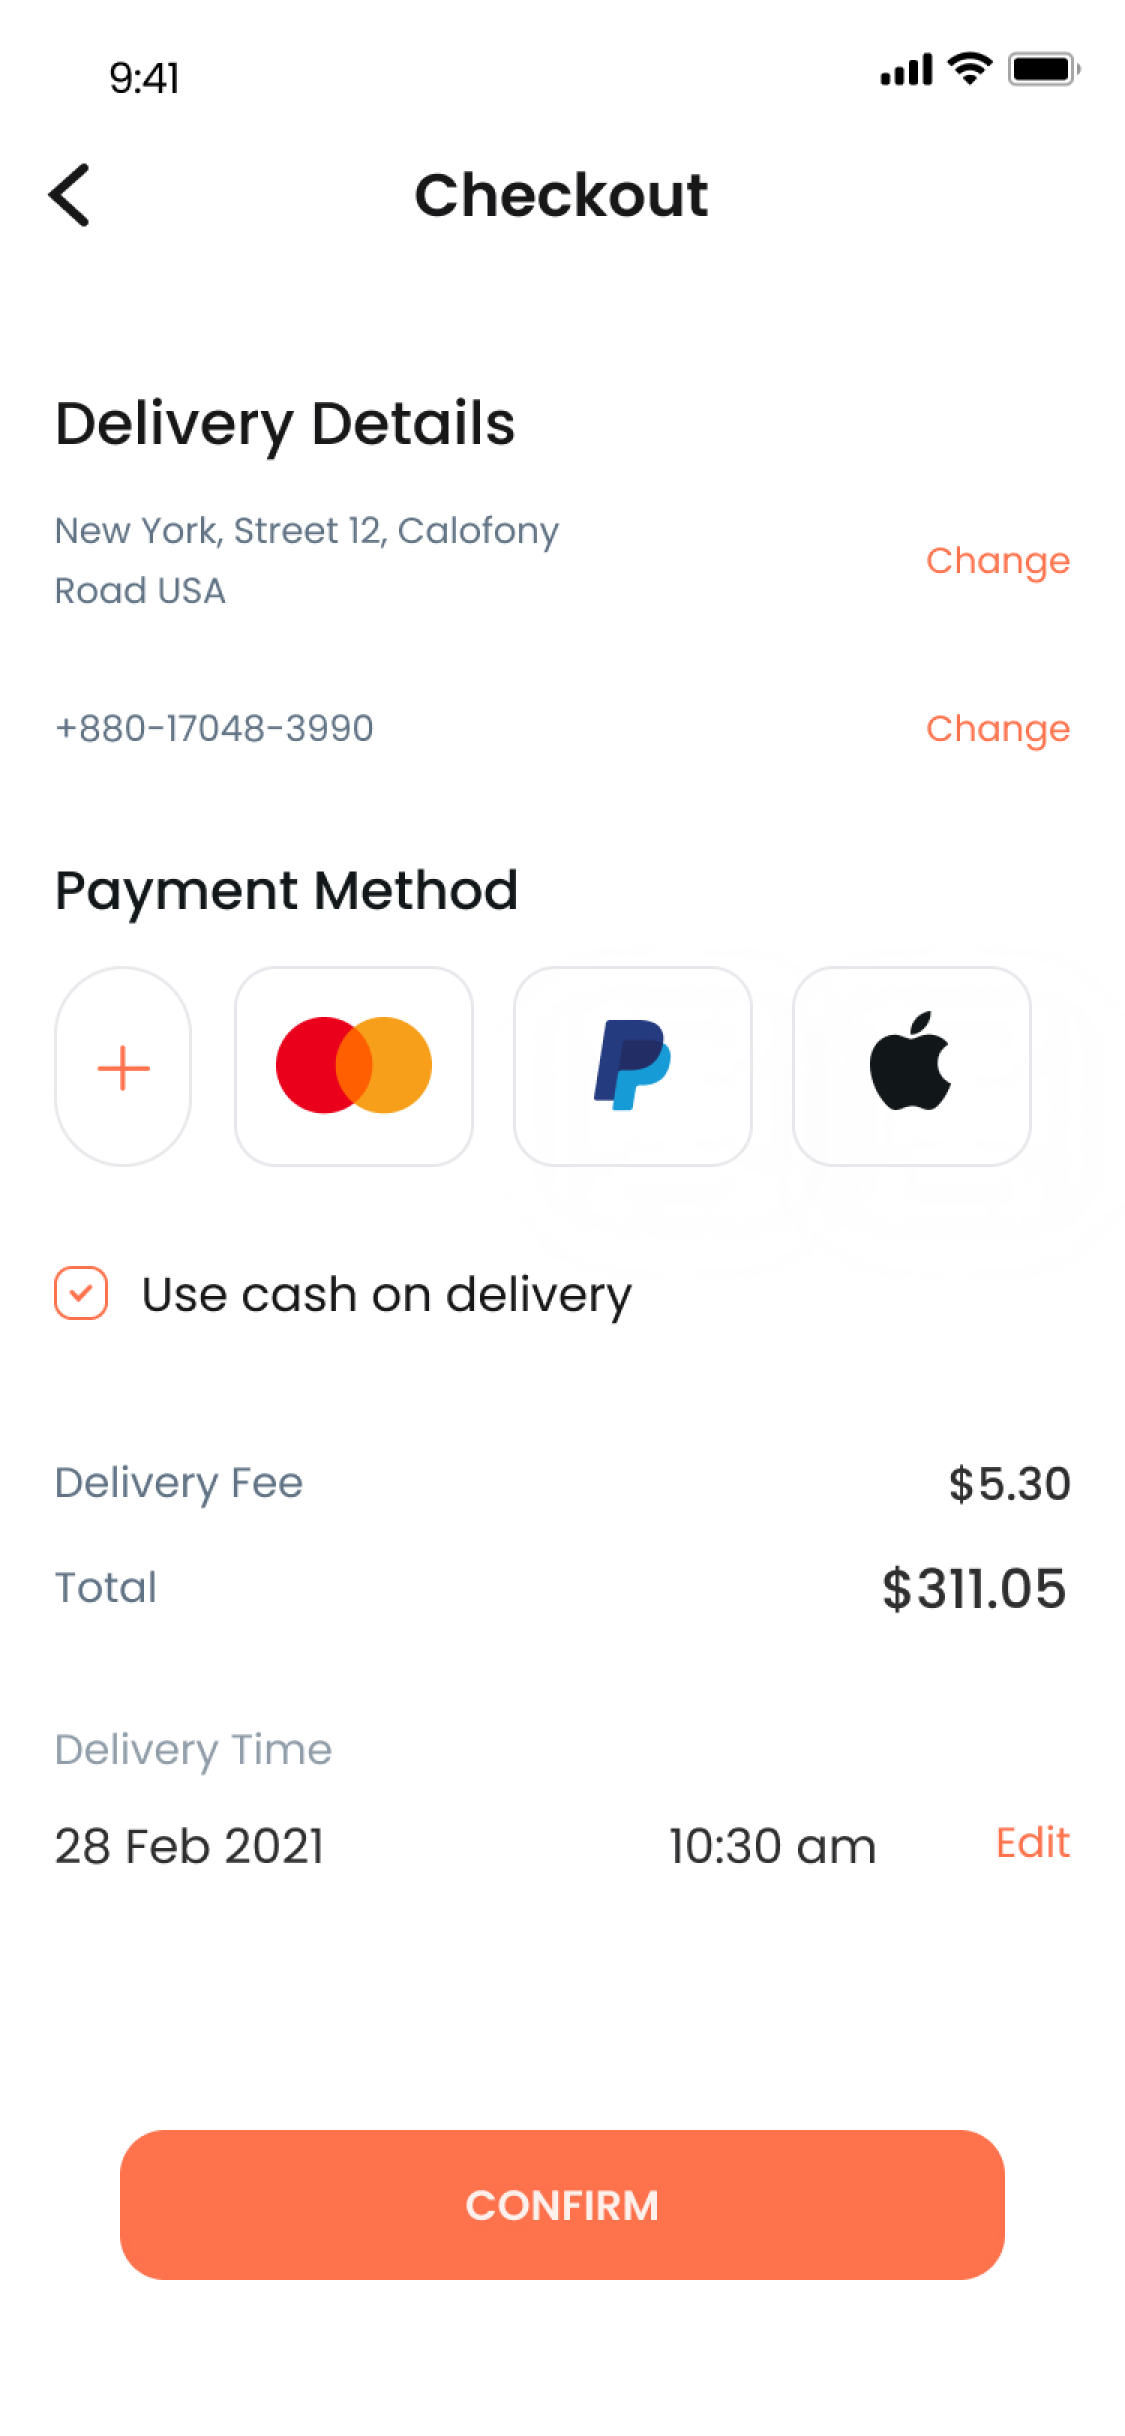 9:41
Checkout
Delivery Details
New York, Street 12, Calofony
Road USA
Change
+880-17048-3990
Change
Payment Method
Use cash on delivery
Delivery Fee
$5.30
Total
$311.05
Delivery Time
28 Feb 2021
10:30 am
Edit
CONFIRM